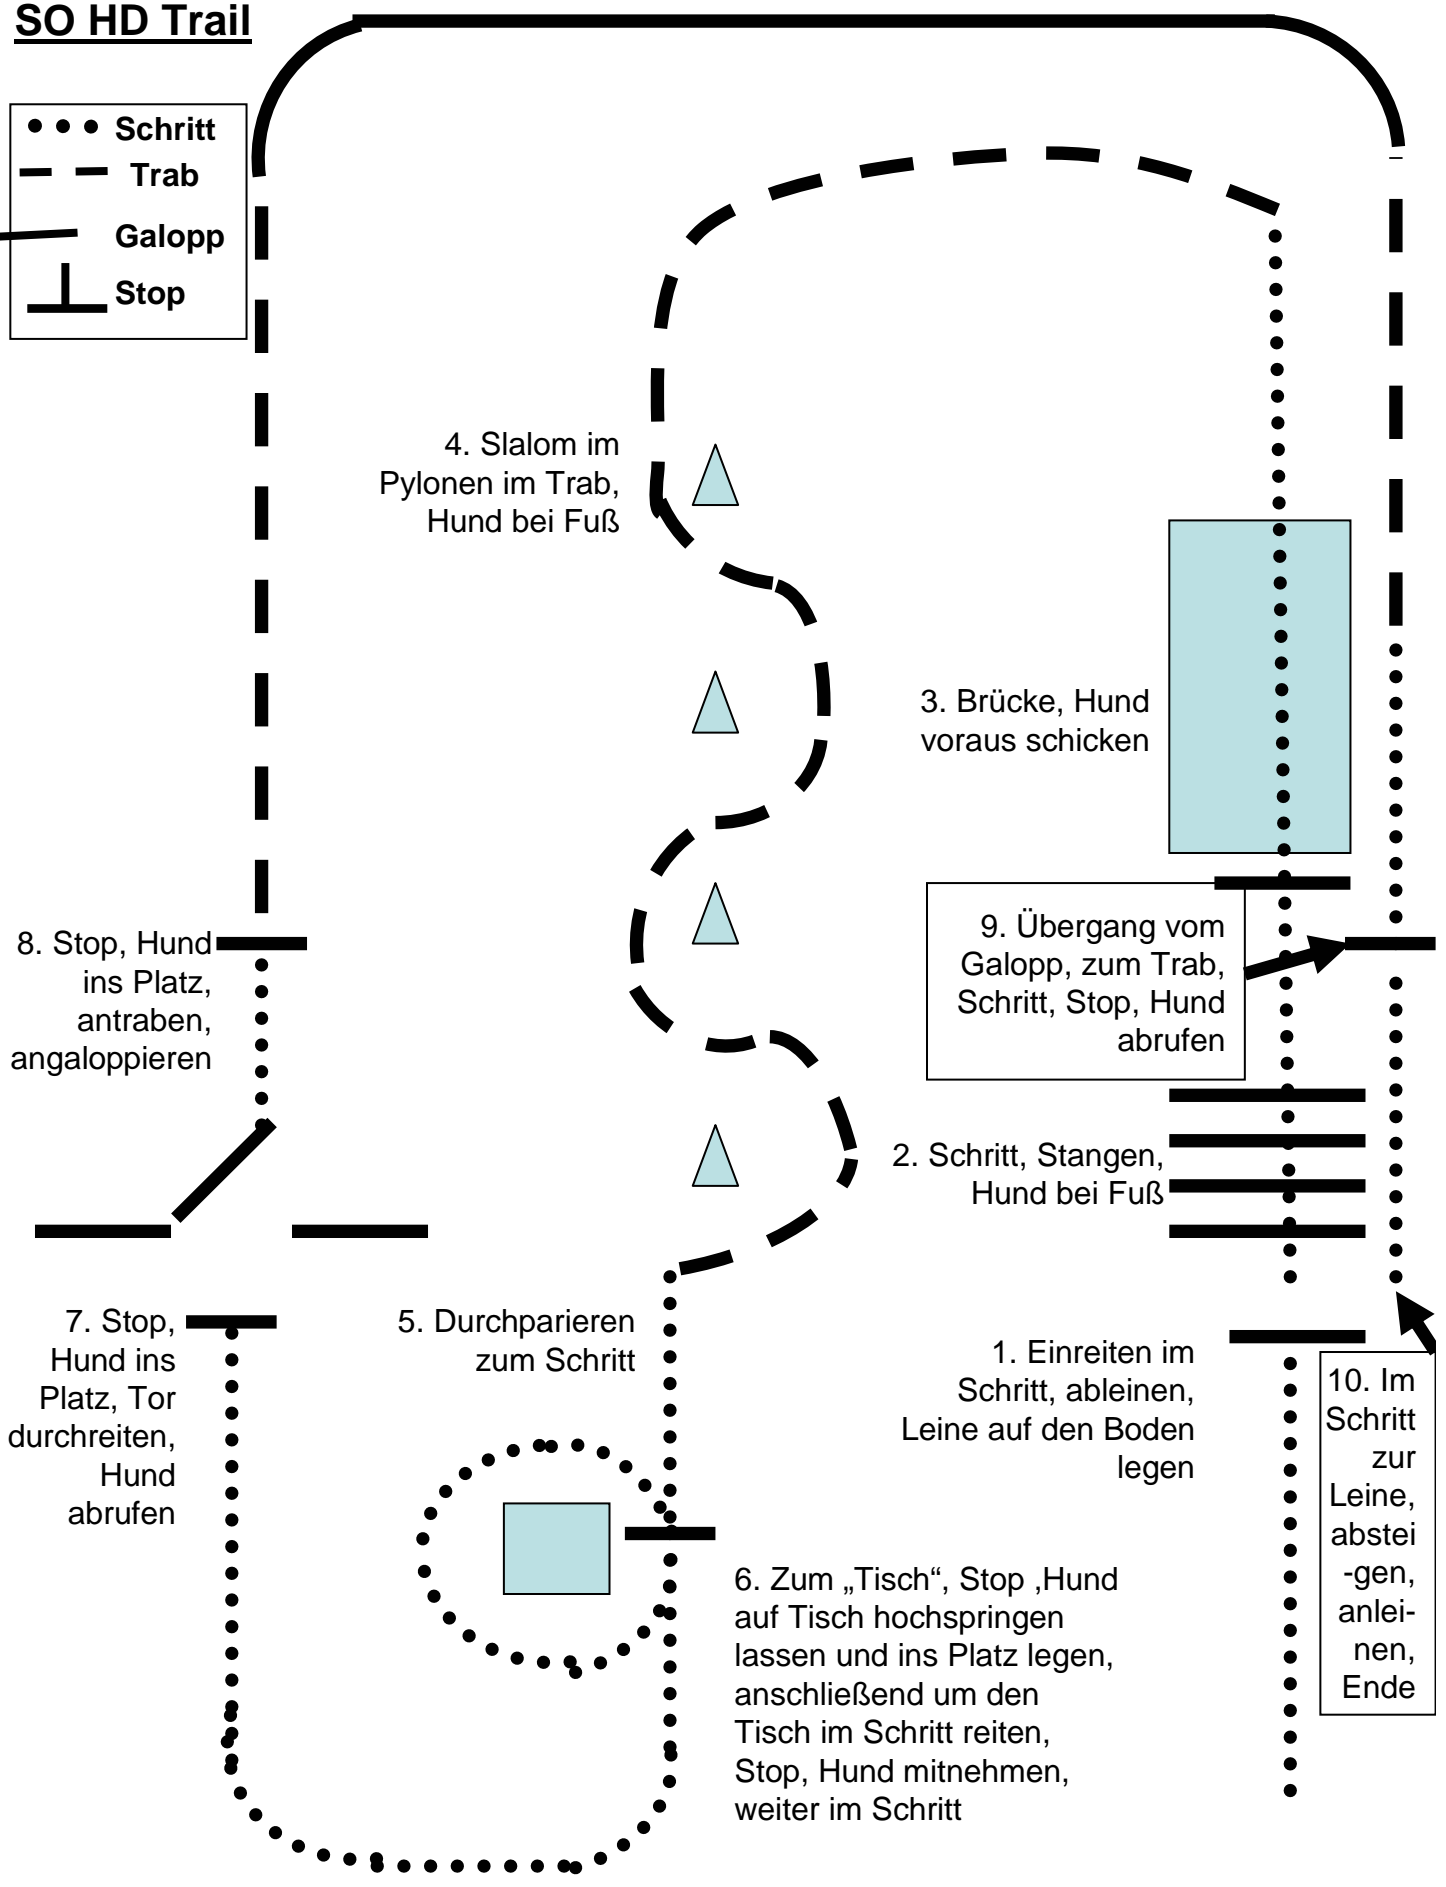 SO HD Trail
Schritt
Trab
Galopp
Stop
4. Slalom im
Pylonen im Trab,
Hund bei Fuß
3. Brücke, Hund
voraus schicken
8. Stop, Hund
ins Platz,
antraben,
angaloppieren
9. Übergang vom
Galopp, zum Trab,
Schritt, Stop, Hund
abrufen
2. Schritt, Stangen,
Hund bei Fuß
7. Stop,
Hund ins
Platz, Tor
durchreiten,
Hund
abrufen
5. Durchparieren
zum Schritt
1. Einreiten im
Schritt, ableinen,
Leine auf den Boden
legen
10. Im
Schritt
zur
Leine,
abstei
-gen,
anlei-
nen,
Ende
6. Zum „Tisch“, Stop ,Hund
auf Tisch hochspringen
lassen und ins Platz legen,
anschließend um den
Tisch im Schritt reiten,
Stop, Hund mitnehmen,
weiter im Schritt